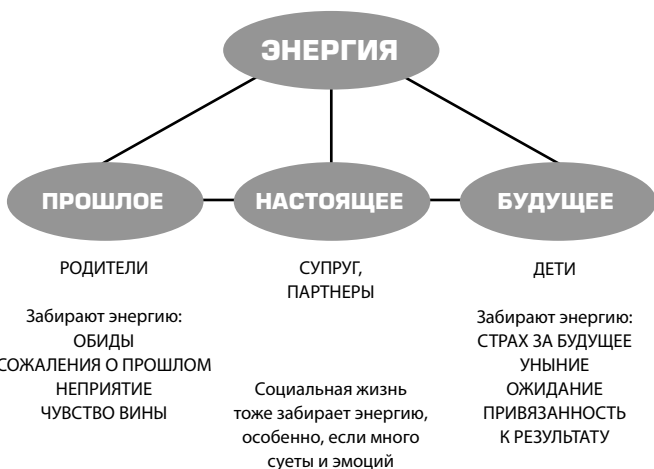 ЭНЕРГИЯ
ПРОШЛОЕ
НАСТОЯЩЕЕ
БУДУЩЕЕ
РОДИТЕЛИ
Забирают энергию:
ОБИДЫ
СОЖАЛЕНИЯ О ПРОШЛОМ
НЕПРИЯТИЕ
ЧУВСТВО ВИНЫ
СУПРУГ,
ПАРТНЕРЫ
Социальная жизнь
тоже забирает энергию,
особенно, если много
суеты и эмоций
ДЕТИ
Забирают энергию:
СТРАХ ЗА БУДУЩЕЕ
УНЫНИЕ
ОЖИДАНИЕ
ПРИВЯЗАННОСТЬ
К РЕЗУЛЬТАТУ